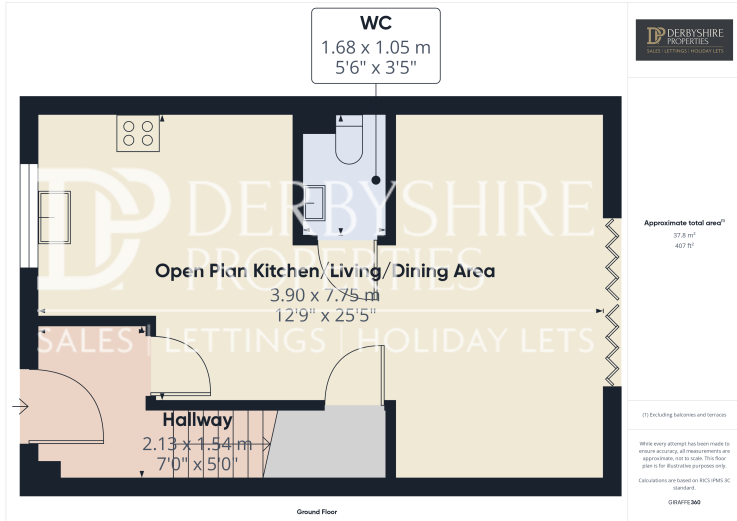 WC
1.68 x 1.05 m
5'6" x 3'5"
DERBYSHIRE
PROPERTIES
SALES | LETTINGS | HOLIDAY LETS
Open Plan Kitchen/Living/Dining Area
3.90 x 7.75 m
12'9" x 25'5"
Hallway
2.13 x 1.54 m
7'0" x 5'0"
Ground Floor
DERBYSHIRE
PROPERTIES
SALES | LETTINGS | HOLIDAY LETS
Approximate total area(1)
37.8 m²
407 ft²
(1) Excluding balconies and terraces
While every attempt has been made to
ensure accuracy, all measurements are
approximate, not to scale. This floor
plan is for illustrative purposes only.
Calculations are based on RICS IPMS 3C
standard.
GIRAFFE360